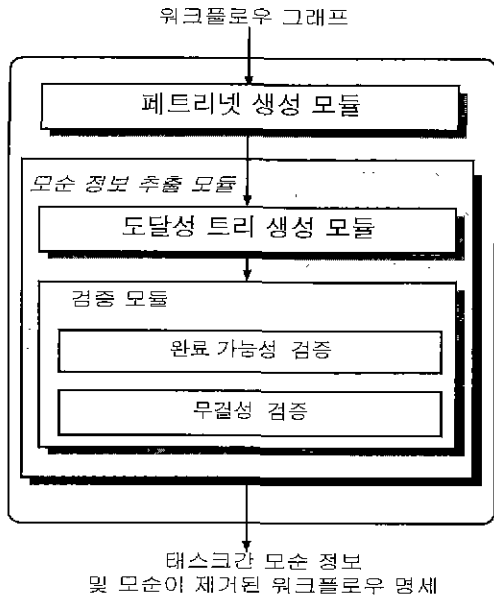 워크플로우 그래프
페트리넷 생성 모듈
모순 정보 추출 모듈
도달성 트리 생성 모듈
검증 모듈
완료 가능성 검증
무결성 검증
태스크간 모순 정보
및 모순이 제거된 워크플로우 명세